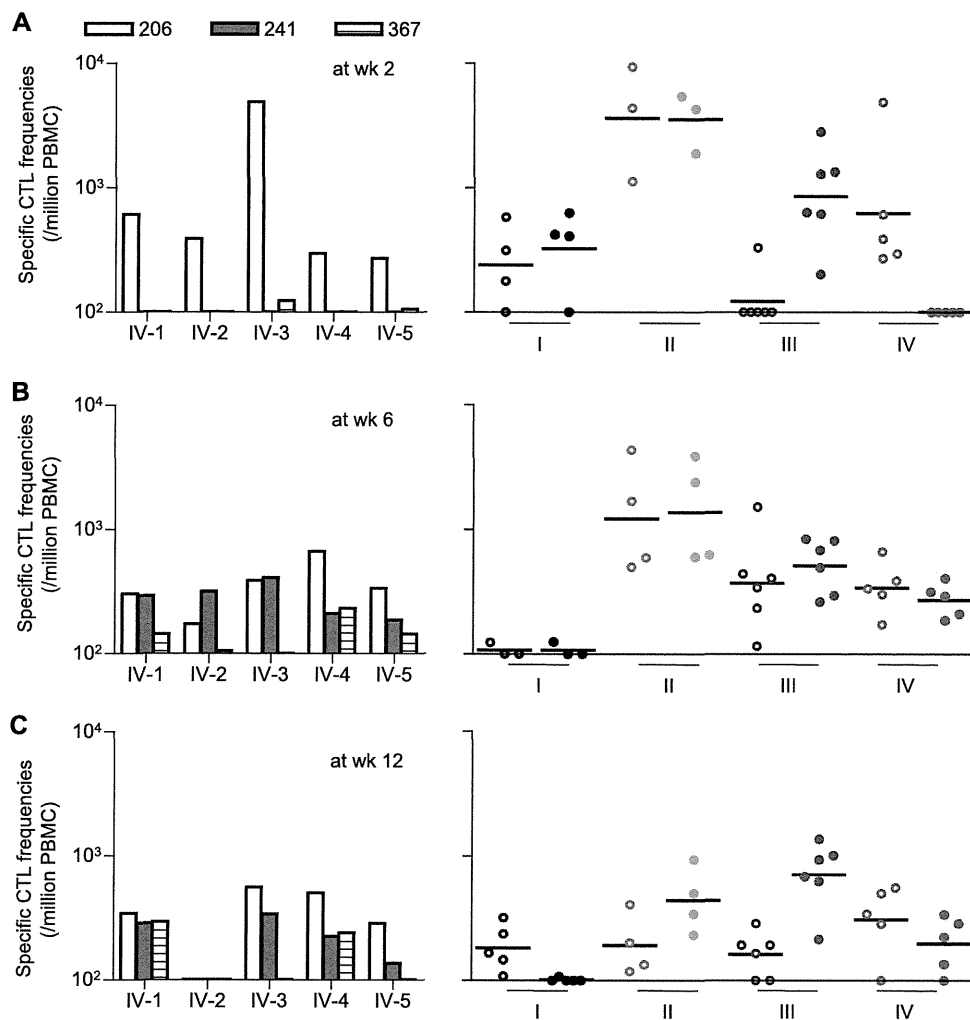 A
206 241 367
at wk 2
Specific CTL frequencies
(/million PBMC)
10⁴
10³
10²
IV-1 IV-2 IV-3 IV-4 IV-5
I II III IV
B
at wk 6
Specific CTL frequencies
(/million PBMC)
10⁴
10³
10²
IV-1 IV-2 IV-3 IV-4 IV-5
I II III IV
C
at wk 12
Specific CTL frequencies
(/million PBMC)
10⁴
10³
10²
IV-1 IV-2 IV-3 IV-4 IV-5
I II III IV